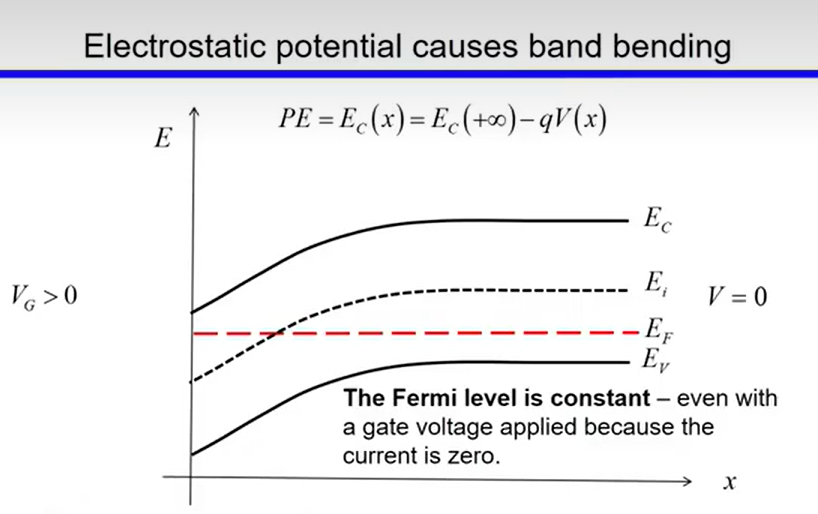 Electrostatic potential causes band bending
E
PE = E_C(x) = E_C(+∞) − qV(x)
E_C
V_G > 0
E_i
V = 0
E_F
E_V
The Fermi level is constant – even with
a gate voltage applied because the
current is zero.
x